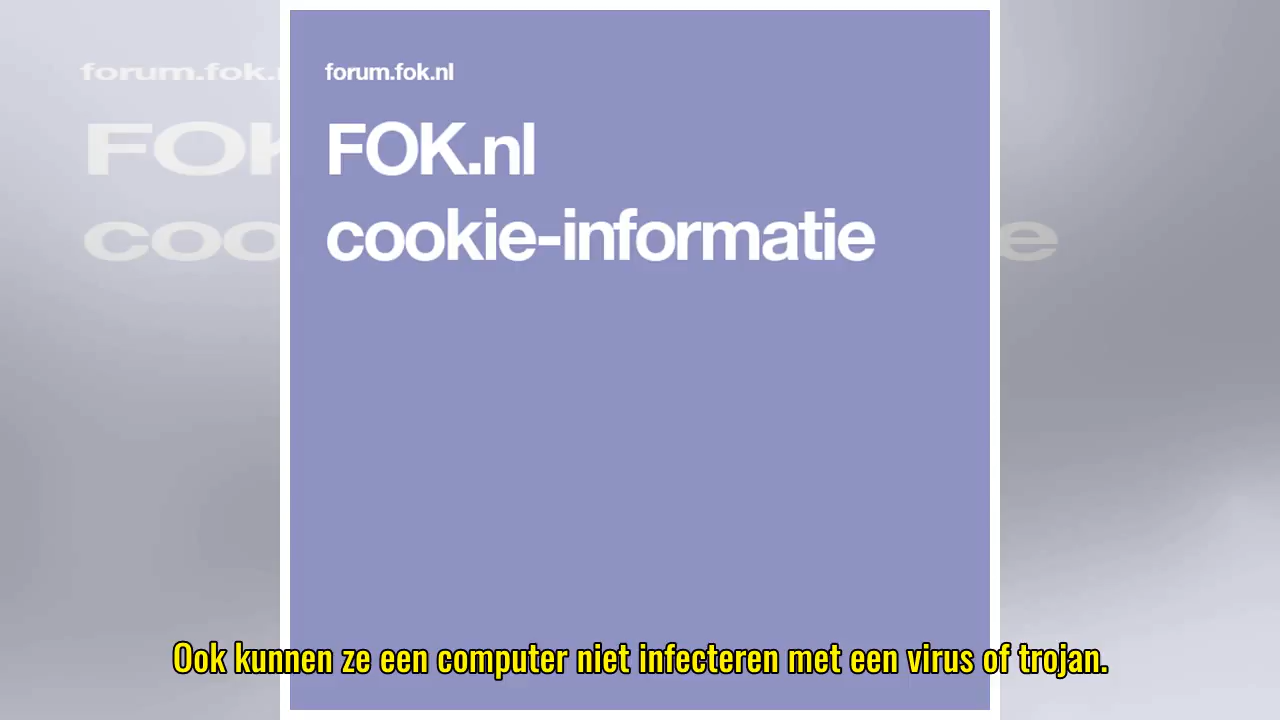 forum.fok.nl
FOK.nl
cookie-informatie
Ook kunnen ze een computer niet infecteren met een virus of trojan.